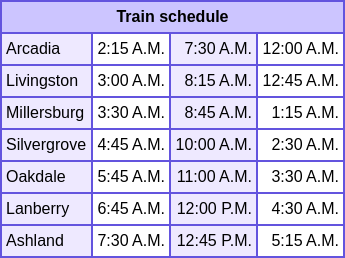 Train schedule
Arcadia 2:15 A.M. 7:30 A.M. 12:00 A.M.
Livingston 3:00 A.M. 8:15 A.M. 12:45 A.M.
Millersburg 3:30 A.M. 8:45 A.M. 1:15 A.M.
Silvergrove 4:45 A.M. 10:00 A.M. 2:30 A.M.
Oakdale 5:45 A.M. 11:00 A.M. 3:30 A.M.
Lanberry 6:45 A.M. 12:00 P.M. 4:30 A.M.
Ashland 7:30 A.M. 12:45 P.M. 5:15 A.M.